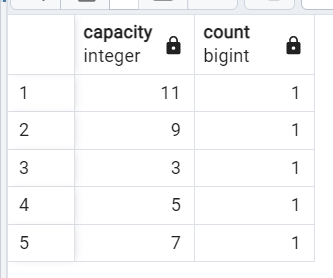 capacity count
integer bigint
1 11 1
2 9 1
3 3 1
4 5 1
5 7 1